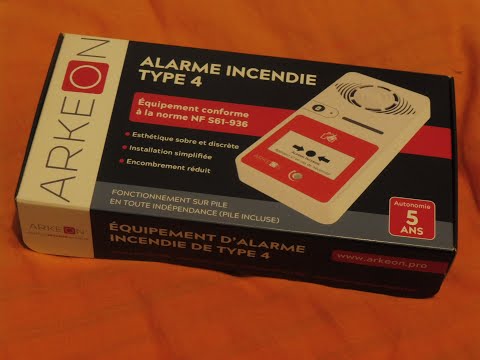 ARKEON
ALARME INCENDIE
TYPE 4
Équipement conforme
à la norme NF S61-936
• Esthétique sobre et discrète
• Installation simplifiée
• Encombrement réduit
FONCTIONNEMENT SUR PILE
EN TOUTE INDÉPENDANCE (PILE INCLUSE)
Autonomie
5
ANS
ARKEON
ARKEON
ÉQUIPEMENT D'ALARME
INCENDIE DE TYPE 4
www.arkeon.pro